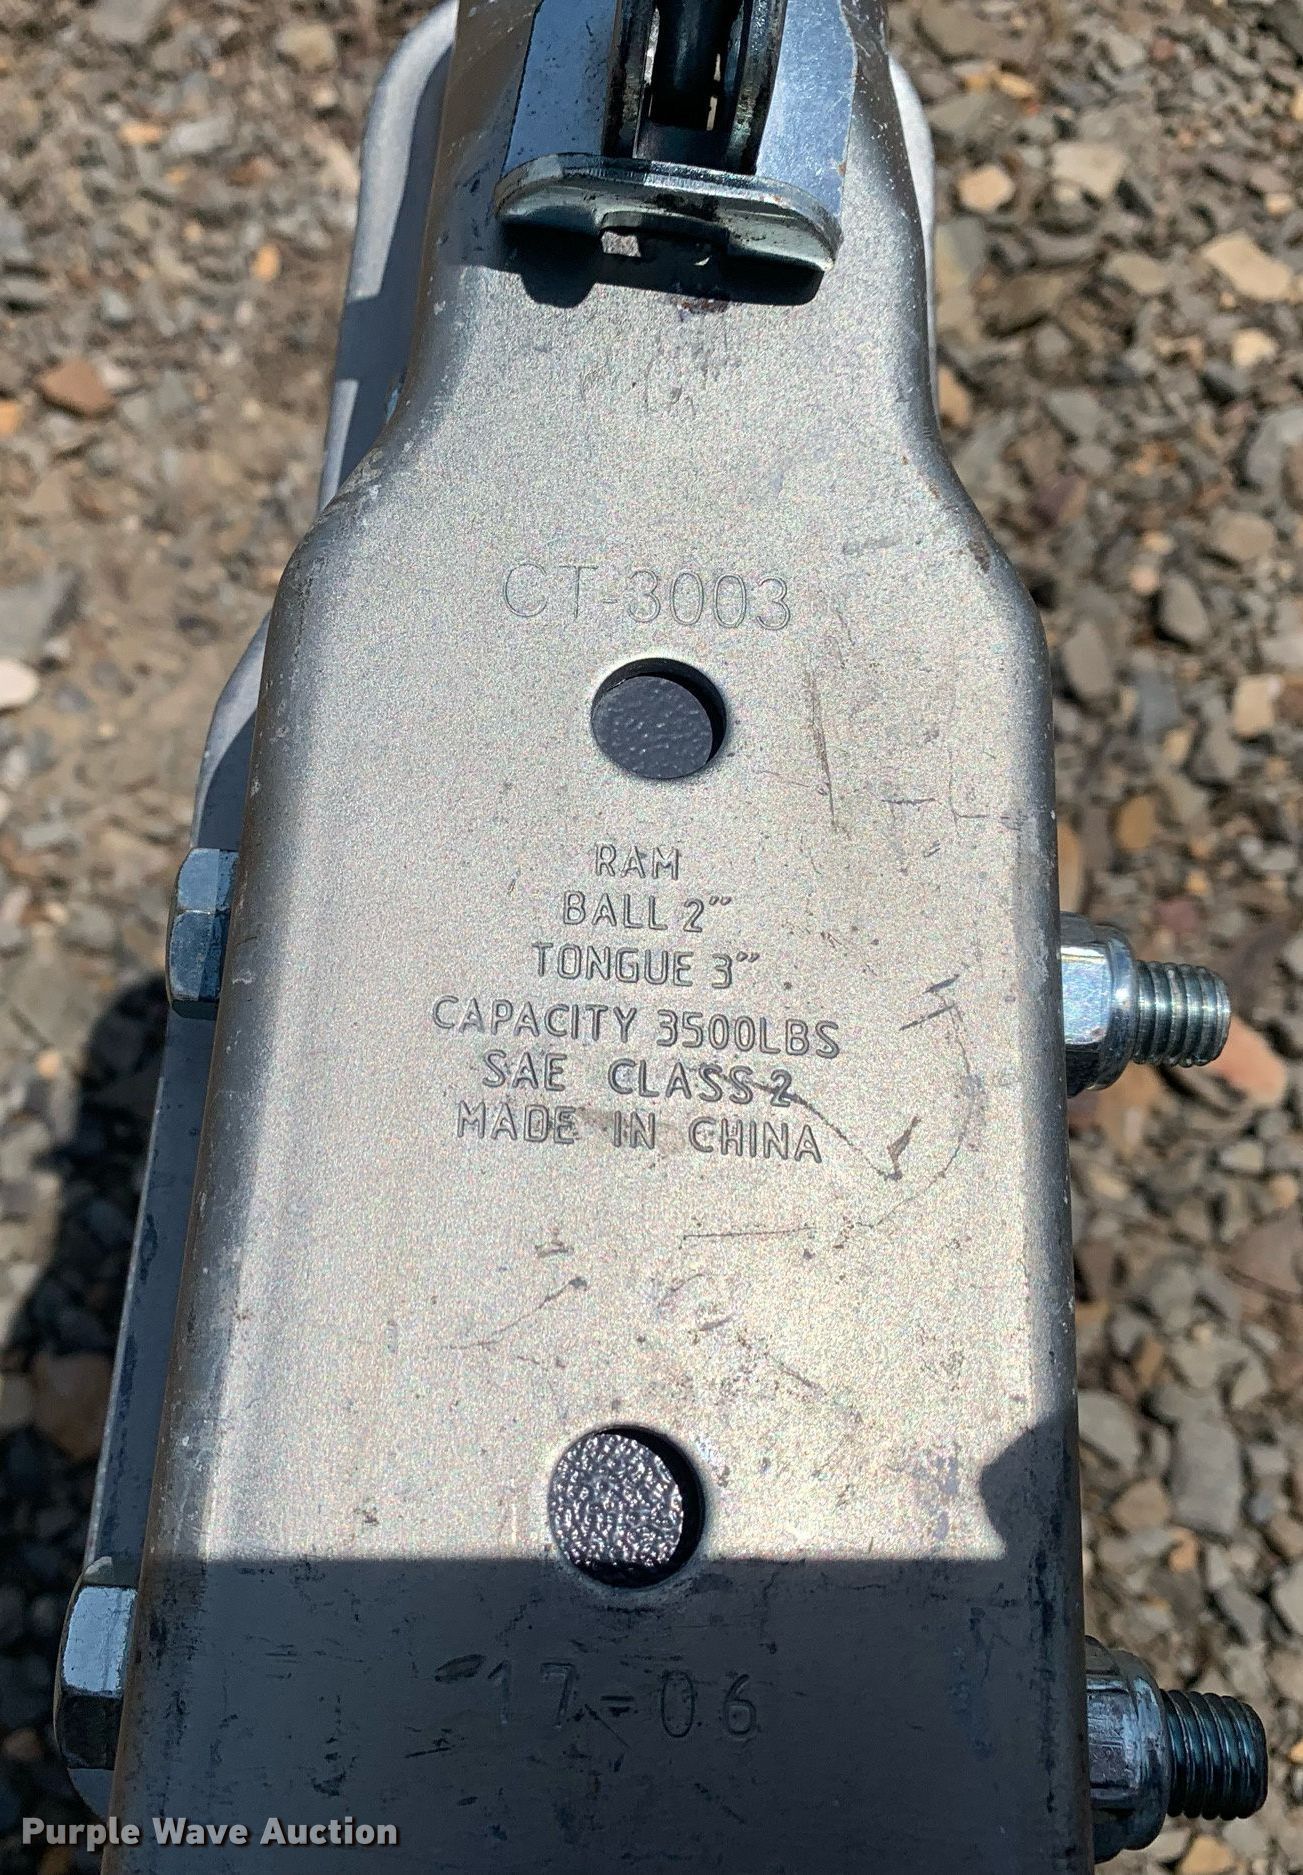 CT-3003
RAM
BALL 2"
TONGUE 3"
CAPACITY 3500LBS
SAE CLASS 2
MADE IN CHINA
17-06
Purple Wave Auction